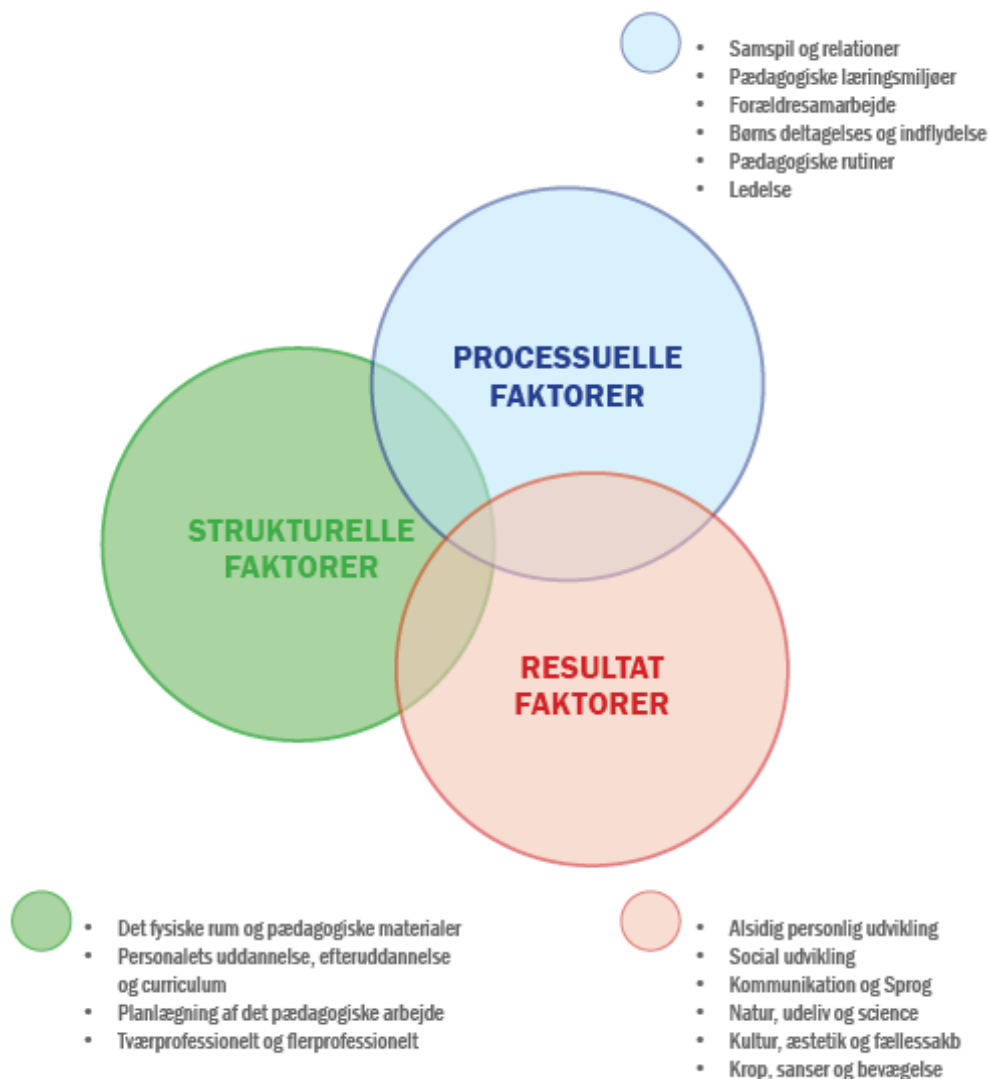 • Samspil og relationer
• Pædagogiske læringsmiljøer
• Forældresamarbejde
• Børns deltagelses og indflydelse
• Pædagogiske rutiner
• Ledelse
PROCESSUELLE
FAKTORER
STRUKTURELLE
FAKTORER
RESULTAT
FAKTORER
• Det fysiske rum og pædagogiske materialer
• Personalets uddannelse, efteruddannelse
og curriculum
• Planlægning af det pædagogiske arbejde
• Tværprofessionelt og flerprofessionelt
• Alsidig personlig udvikling
• Social udvikling
• Kommunikation og Sprog
• Natur, udeliv og science
• Kultur, æstetik og fællessakb
• Krop, sanser og bevægelse